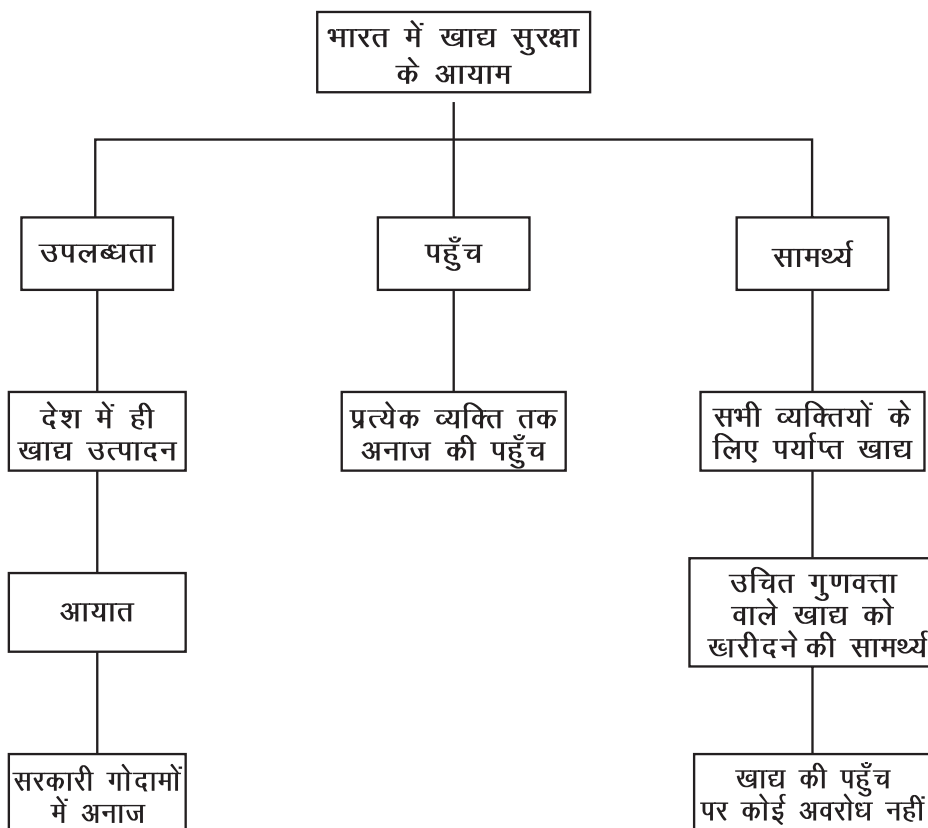 भारत में खाद्य सुरक्षा
के आयाम
उपलब्धता
पहुँच
सामर्थ्य
देश में ही
खाद्य उत्पादन
प्रत्येक व्यक्ति तक
अनाज की पहुँच
सभी व्यक्तियों के
लिए पर्याप्त खाद्य
आयात
उचित गुणवत्ता
वाले खाद्य को
खरीदने की सामर्थ्य
सरकारी गोदामों
में अनाज
खाद्य की पहुँच
पर कोई अवरोध नहीं